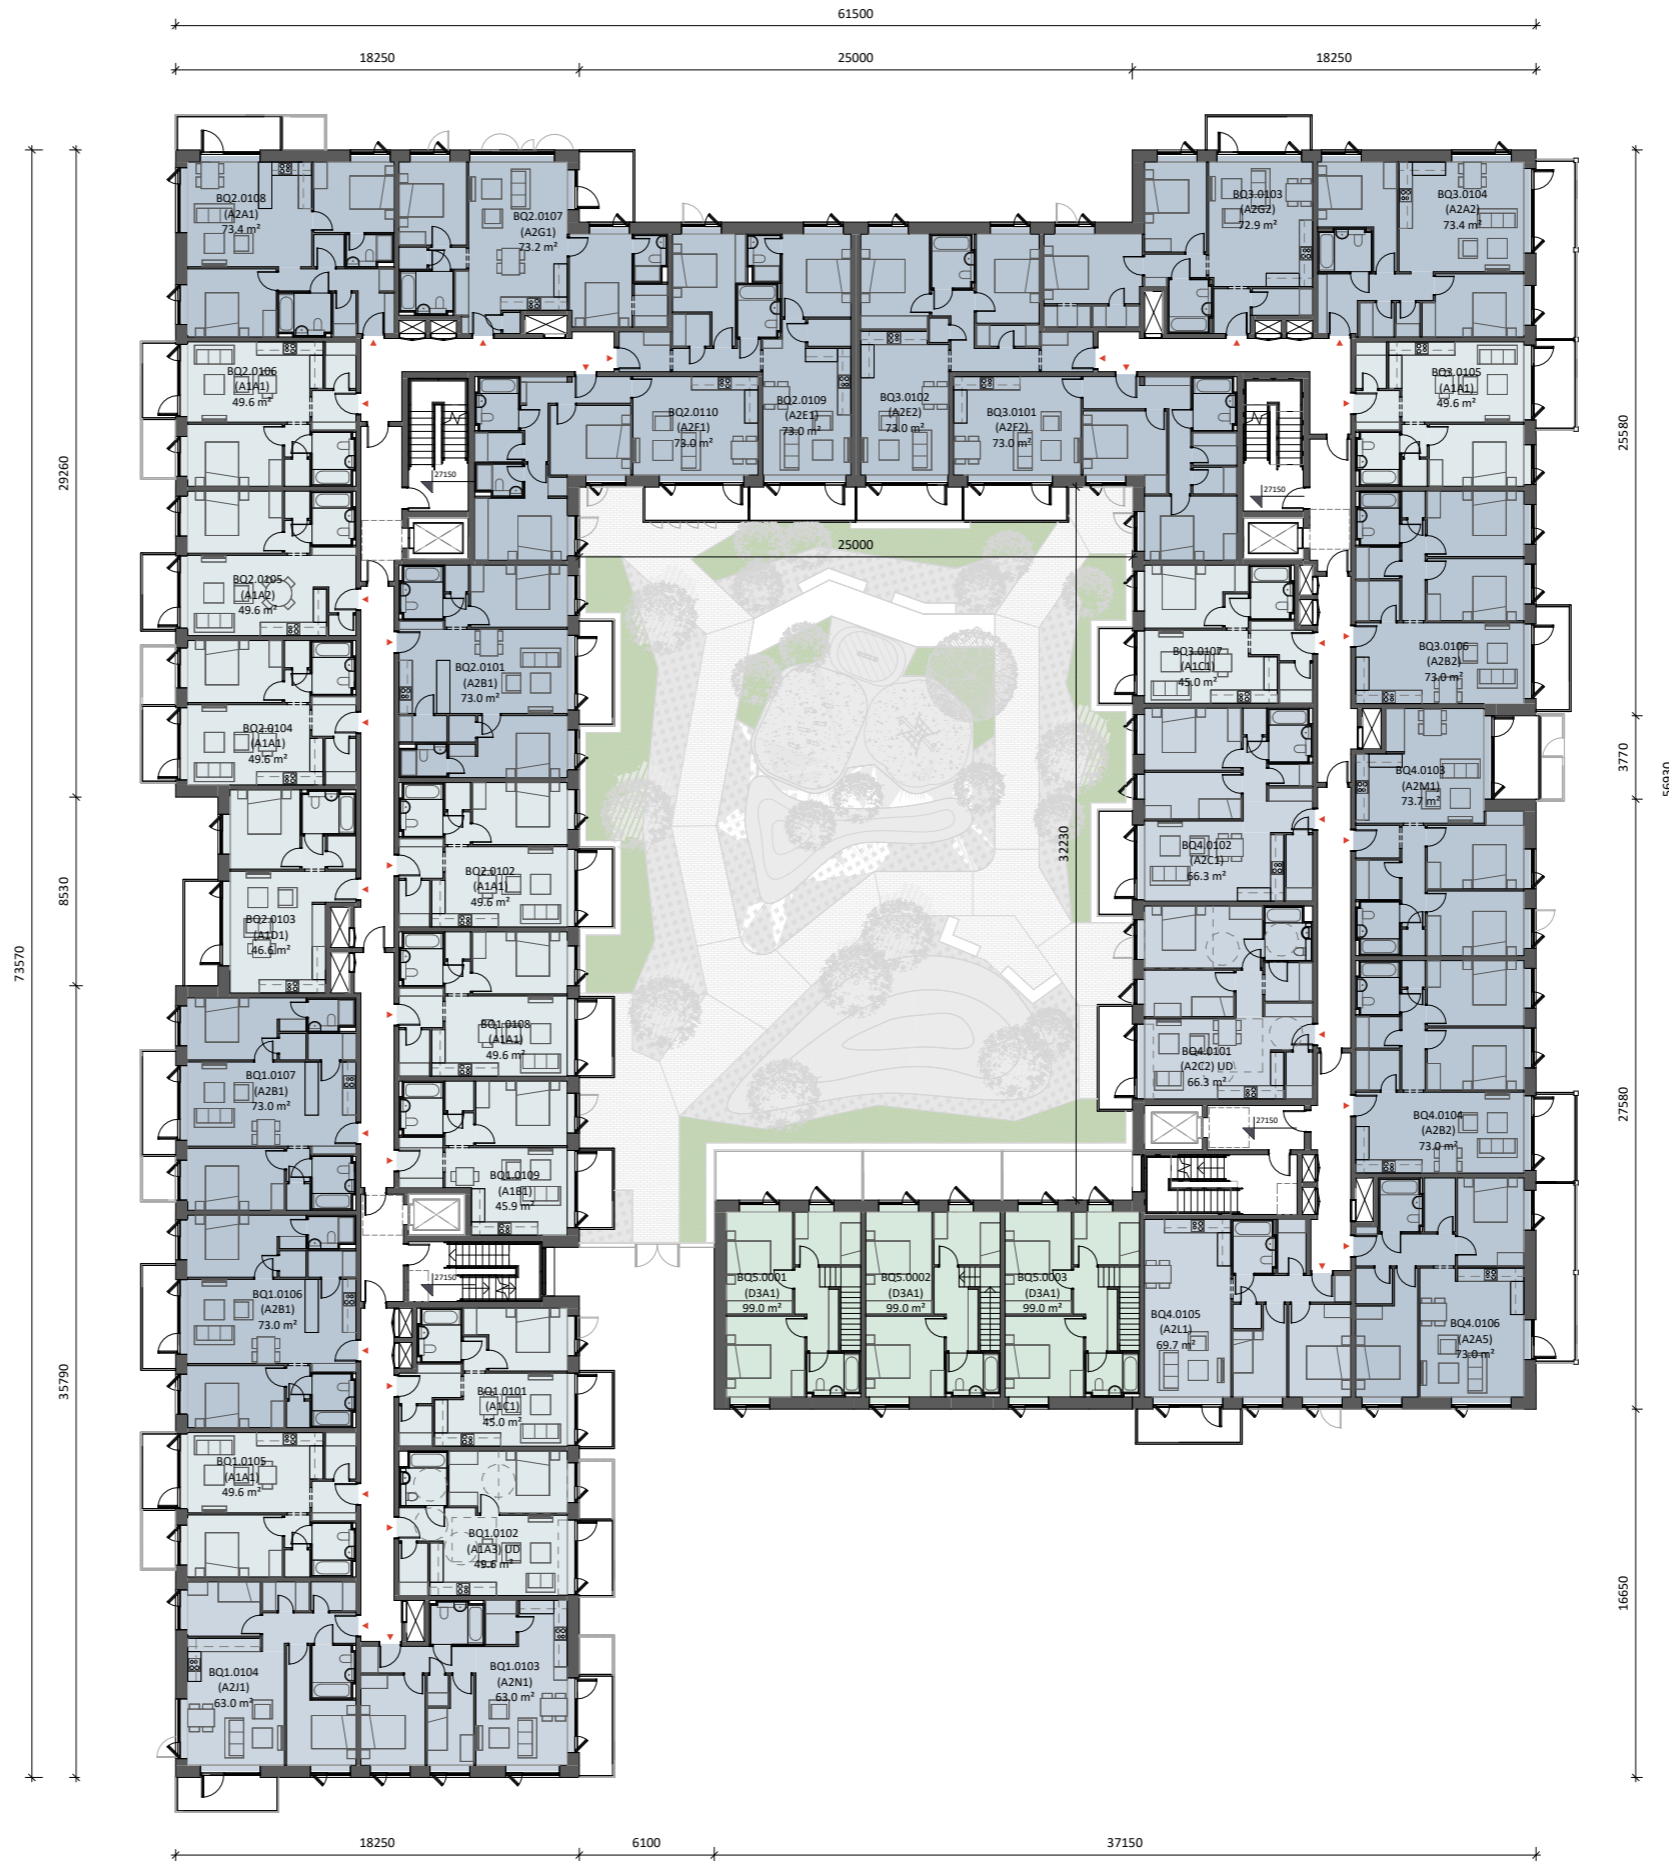 61500
18250
25000
18250
BQ2.0108
(A2A1)
73.4 m²
BQ2.0107
(A2G1)
73.2 m²
BQ3.0103
(A2G2)
72.9 m²
BQ3.0104
(A2A2)
73.4 m²
BQ2.0106
(A1A1)
49.6 m²
BQ2.0110
(A2F1)
73.0 m²
BQ2.0109
(A2E1)
73.0 m²
BQ3.0102
(A2E2)
73.0 m²
BQ3.0101
(A2F2)
73.0 m²
BQ3.0105
(A1A1)
49.6 m²
29260
25580
27150
27150
25000
BQ2.0105
(A1A2)
49.6 m²
BQ2.0101
(A2B1)
73.0 m²
BQ3.0107
(A1C1)
45.0 m²
BQ3.0106
(A2B2)
73.0 m²
BQ2.0104
(A1A1)
49.6 m²
3770
56930
BQ4.0103
(A2M1)
73.7 m²
32230
BQ4.0102
(A2C1)
66.3 m²
BQ2.0102
(A1A1)
49.6 m²
8530
BQ2.0103
(A1D1)
46.6 m²
73570
BQ1.0108
(A1A1)
49.6 m²
BQ4.0101
(A2C2) UD
66.3 m²
BQ1.0107
(A2B1)
73.0 m²
27580
BQ4.0104
(A2B2)
73.0 m²
27150
BQ1.0109
(A1B1)
45.9 m²
27150
BQ5.0001
(D3A1)
99.0 m²
BQ5.0002
(D3A1)
99.0 m²
BQ5.0003
(D3A1)
99.0 m²
BQ1.0106
(A2B1)
73.0 m²
BQ4.0105
(A2L1)
69.7 m²
BQ4.0106
(A2A5)
73.0 m²
35790
BQ1.0101
(A1C1)
45.0 m²
BQ1.0105
(A1A1)
49.6 m²
BQ1.0102
(A1A3) UD
49.6 m²
16650
BQ1.0104
(A2J1)
63.0 m²
BQ1.0103
(A2N1)
63.0 m²
18250
6100
37150